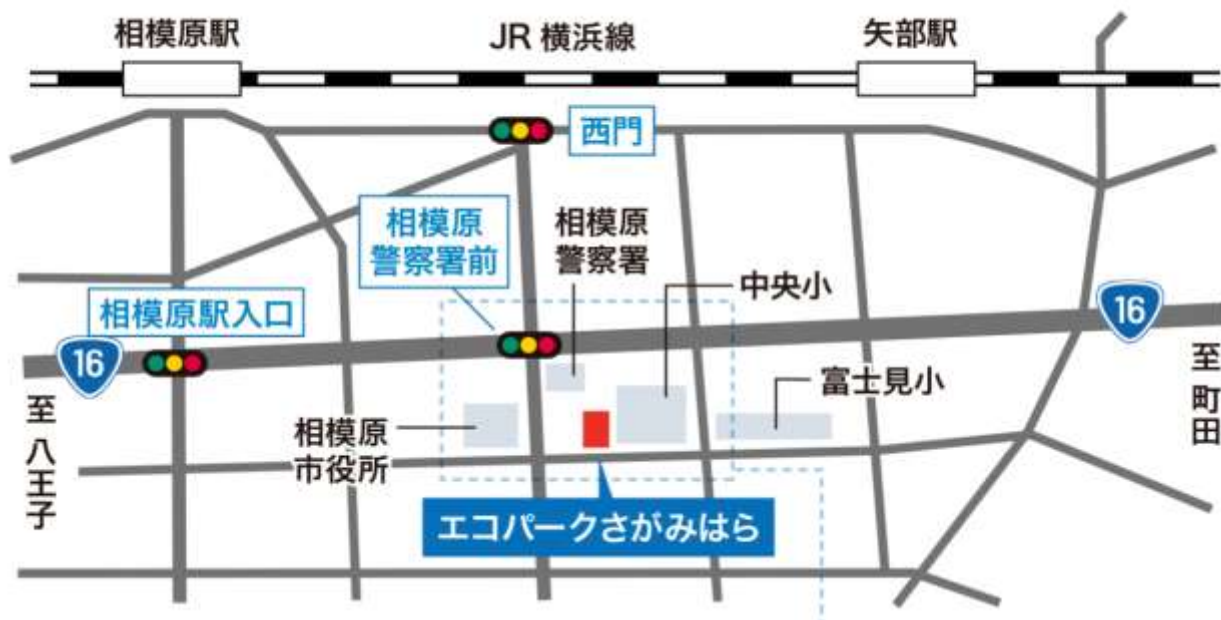 相模原駅
JR 横浜線
矢部駅
西門
相模原
警察署前
相模原
警察署
中央小
相模原駅入口
16
16
富士見小
至 八王子
至 町田
相模原
市役所
エコパークさがみはら